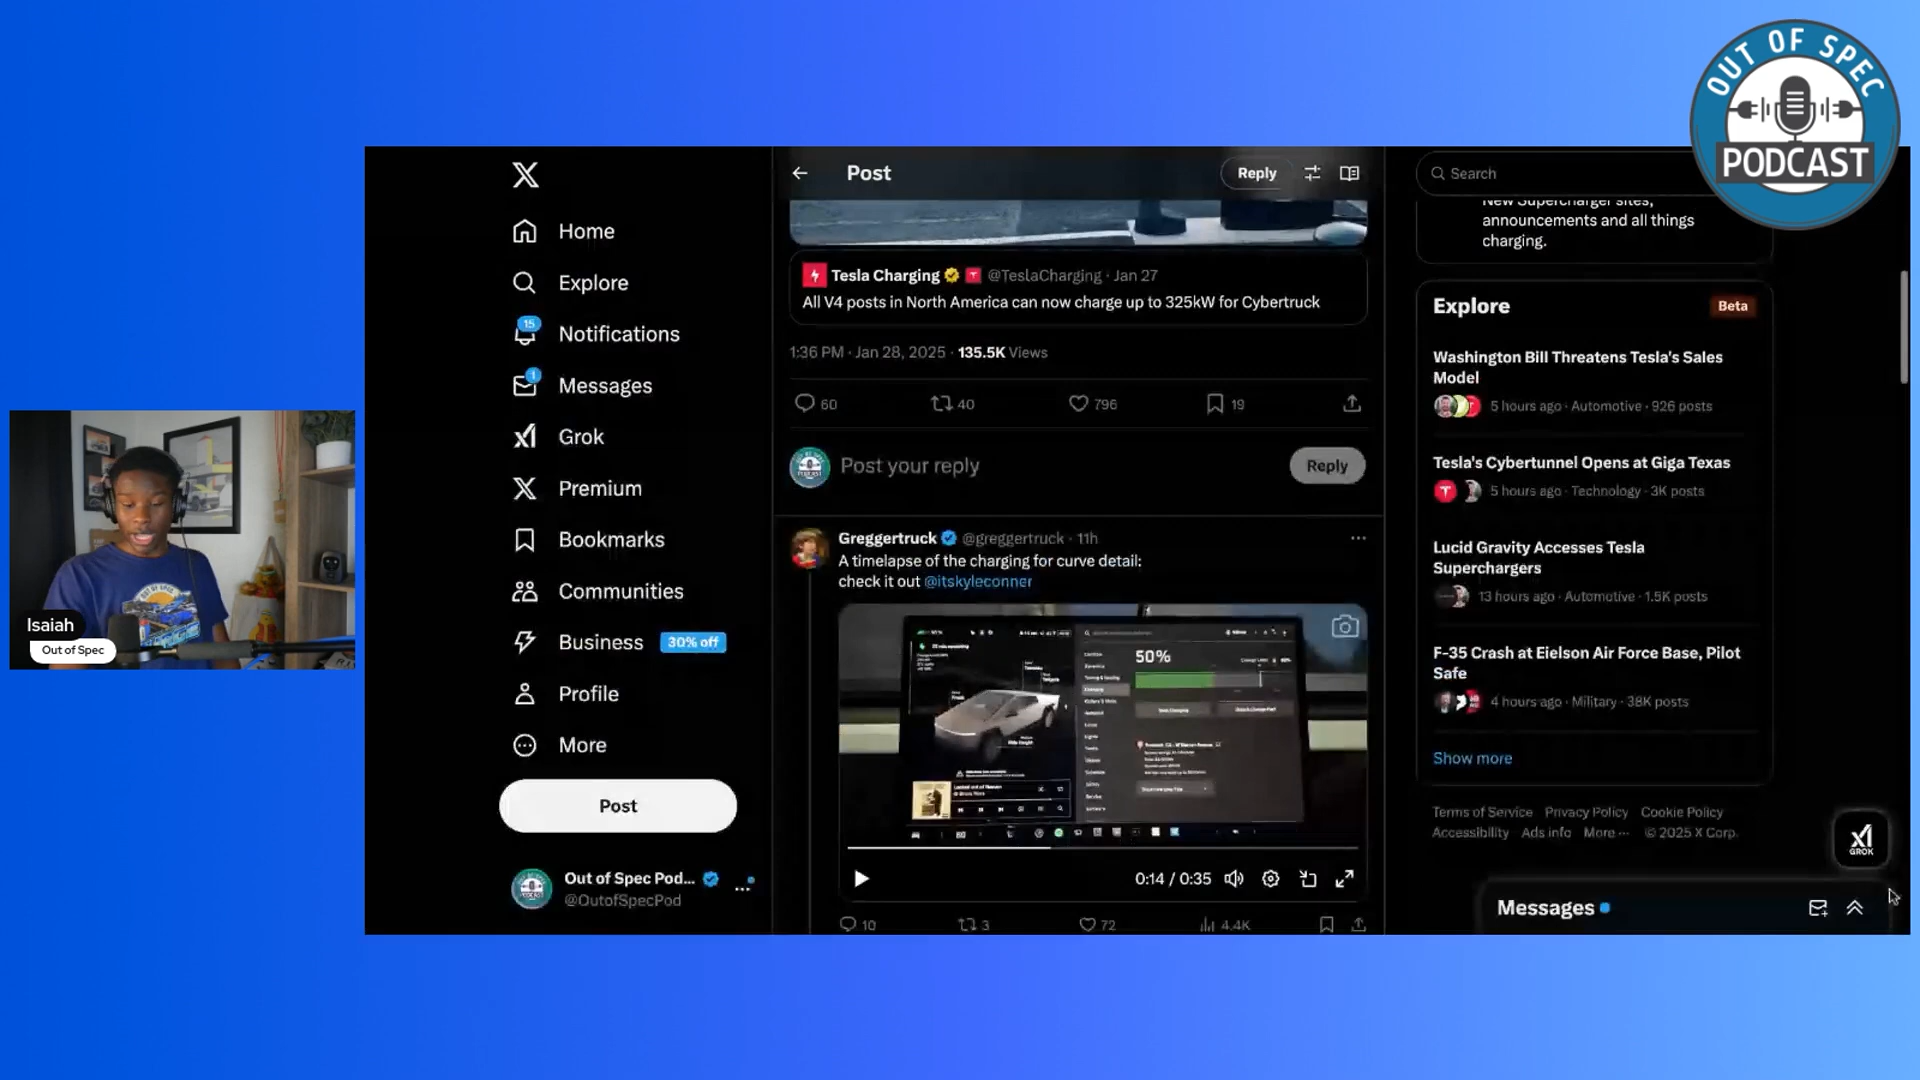 OUT OF SPEC
PODCAST
Isaiah
Out of Spec
Home
Explore
15
Notifications
1
Messages
Grok
Premium
Bookmarks
Communities
Business 30% off
Profile
More
Post
Out of Spec Pod...
@OutofSpecPod
Post
Reply
Tesla Charging @TeslaCharging · Jan 27
All V4 posts in North America can now charge up to 325kW for Cybertruck
1:36 PM · Jan 28, 2025 · 135.5K Views
60 40 796 19
Post your reply
Reply
Greggertruck @greggertruck · 11h
A timelapse of the charging for curve detail:
check it out @itskyleconner
50%
0:14 / 0:35
10 3 72 4.4K
Search
New Supercharger sites,
announcements and all things
charging.
Explore
Beta
Washington Bill Threatens Tesla's Sales
Model
5 hours ago · Automotive · 926 posts
Tesla's Cybertunnel Opens at Giga Texas
5 hours ago · Technology · 3K posts
Lucid Gravity Accesses Tesla
Superchargers
13 hours ago · Automotive · 1.5K posts
F-35 Crash at Eielson Air Force Base, Pilot
Safe
4 hours ago · Military · 38K posts
Show more
Terms of Service Privacy Policy Cookie Policy
Accessibility Ads info More ··· © 2025 X Corp.
GROK
Messages